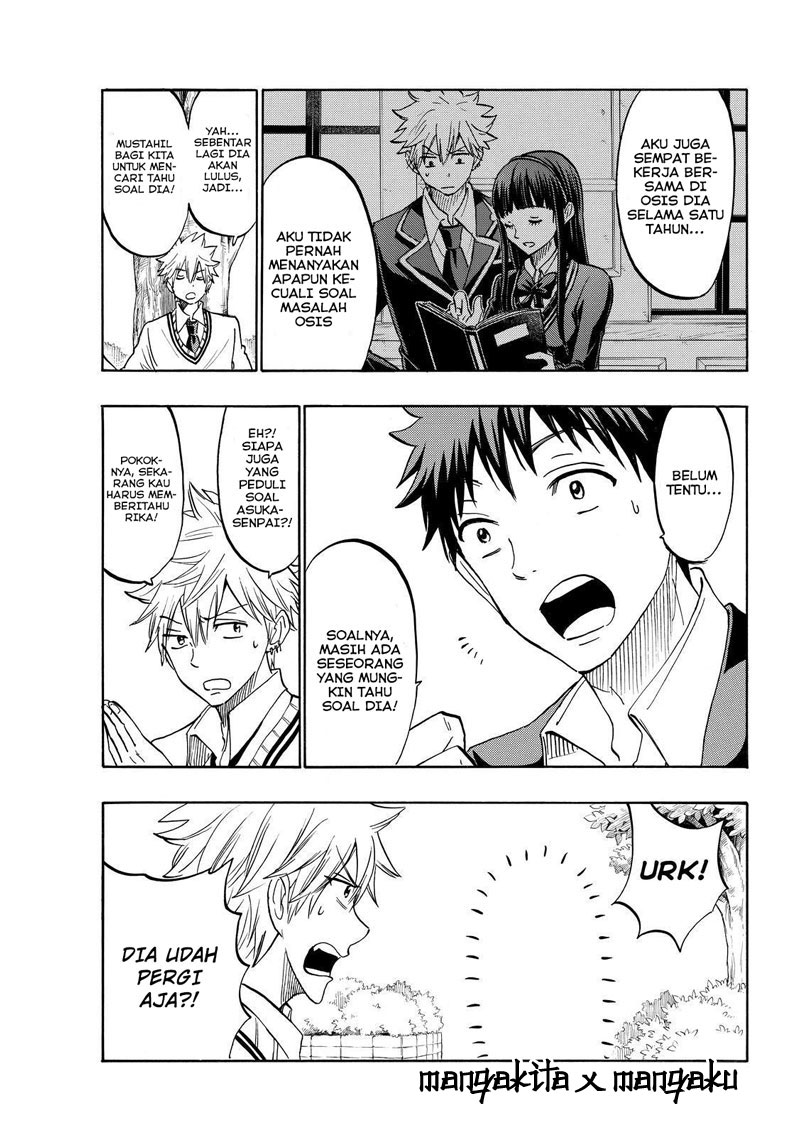 AKU JUGA
SEMPAT BE-
KERJA BER-
SAMA DI
OSIS DIA
SELAMA SATU
TAHUN...
AKU TIDAK
PERNAH
MENANYAKAN
APAPUN KE-
CUALI SOAL
MASALAH
OSIS
YAH...
SEBENTAR
LAGI DIA
AKAN
LULUS,
JADI...
MUSTAHIL
BAGI KITA
UNTUK MEN-
CARI TAHU
SOAL DIA!
BELUM
TENTU...
SOALNYA,
MASIH ADA
SESEORANG
YANG MUNG-
KIN TAHU
SOAL DIA!
EH?!
SIAPA
JUGA
YANG
PEDULI
SOAL
ASUKA-
SENPAI?!
POKOK-
NYA, SEKA-
RANG KAU
HARUS MEM-
BERITAHU
RIKA!
URK!
DIA UDAH
PERGI
AJA?!
mangakita x mangaku